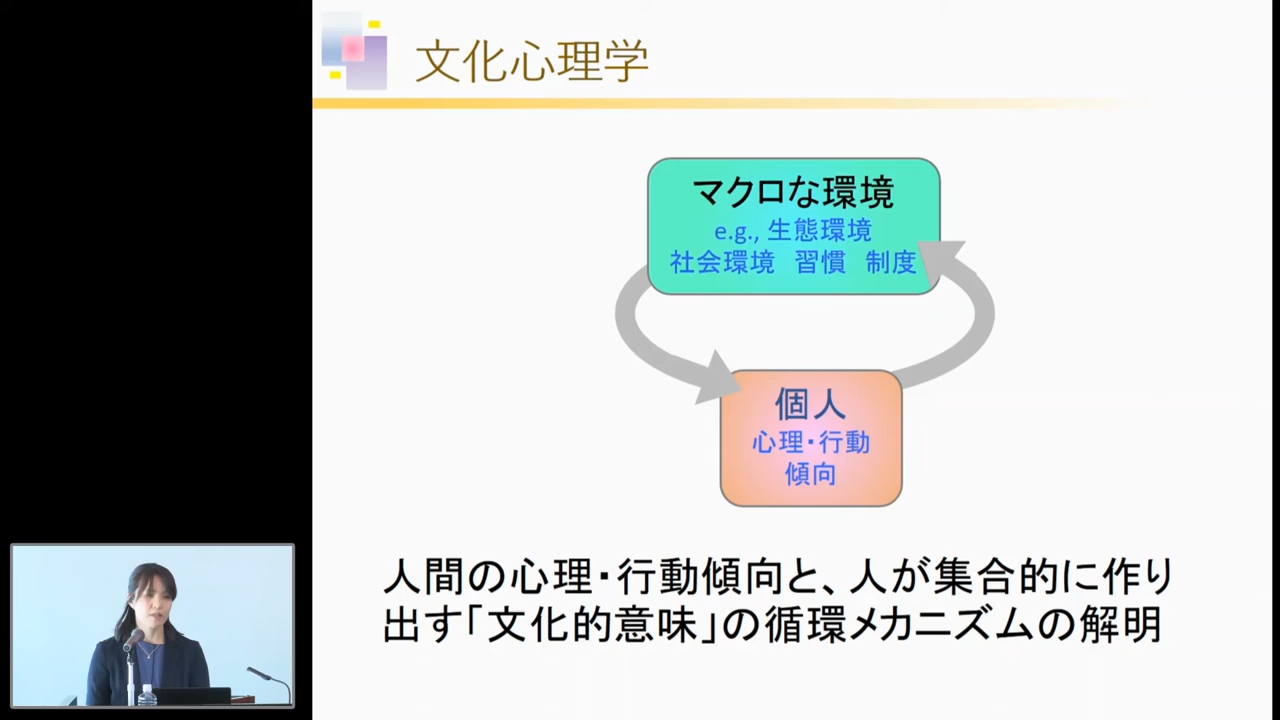 文化心理学
マクロな環境
e.g., 生態環境
社会環境　習慣　制度
個人
心理・行動
傾向
人間の心理・行動傾向と、人が集合的に作り
出す「文化的意味」の循環メカニズムの解明